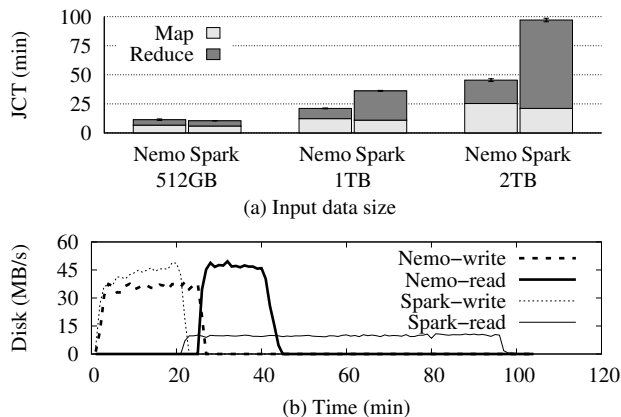 JCT (min)
100
75
50
25
0
Map
Reduce
Nemo Spark Nemo Spark Nemo Spark
512GB 1TB 2TB
(a) Input data size
Disk (MB/s)
60
45
30
15
0
Nemo-write
Nemo-read
Spark-write
Spark-read
0 20 40 60 80 100 120
(b) Time (min)